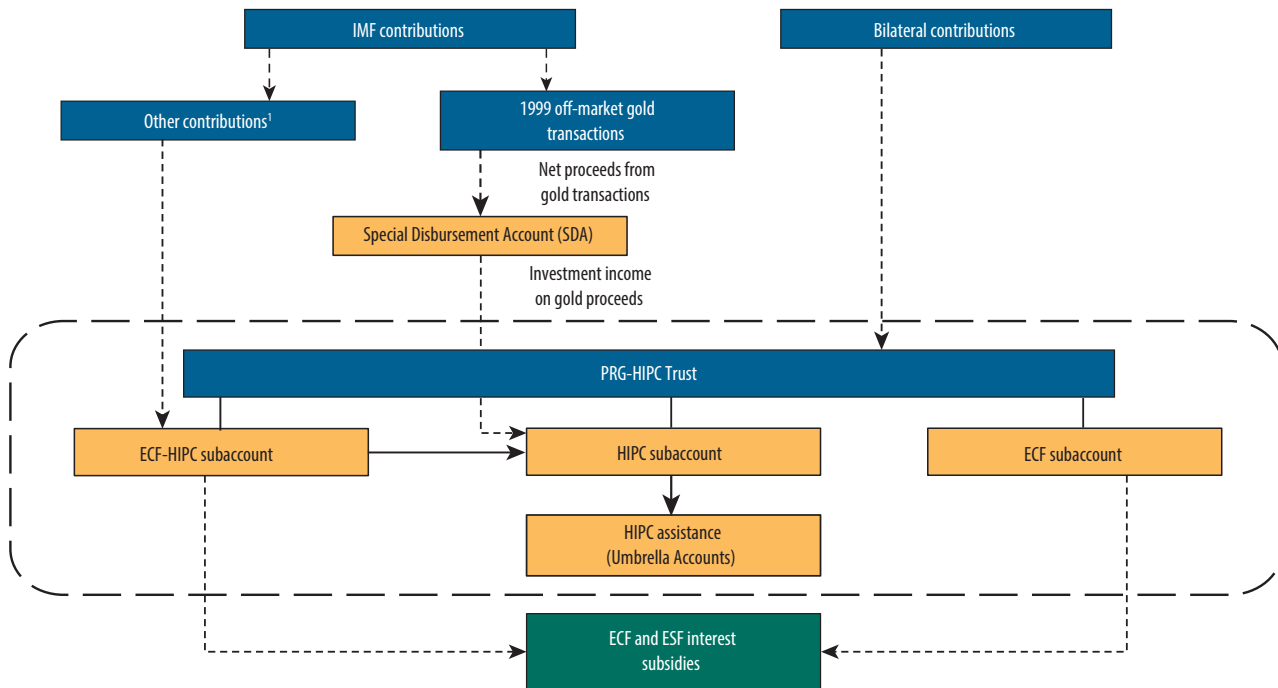 IMF contributions
Bilateral contributions
Other contributions¹
1999 off-market gold
transactions
Net proceeds from
gold transactions
Special Disbursement Account (SDA)
Investment income
on gold proceeds
PRG-HIPC Trust
ECF-HIPC subaccount
HIPC subaccount
ECF subaccount
HIPC assistance
(Umbrella Accounts)
ECF and ESF interest
subsidies